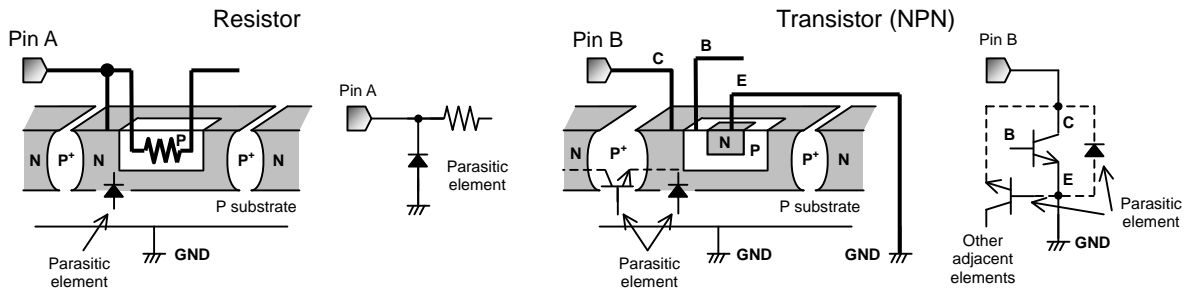 Resistor
Transistor (NPN)
Pin A
Pin B
B
C
E
Pin B
Pin A
C
B
E
N
P+
N
P
P+
N
N
P+
N
P
P+
N
Parasitic
element
P substrate
P substrate
Parasitic
element
GND
Parasitic
element
GND
Parasitic
element
GND
GND
Other
adjacent
elements